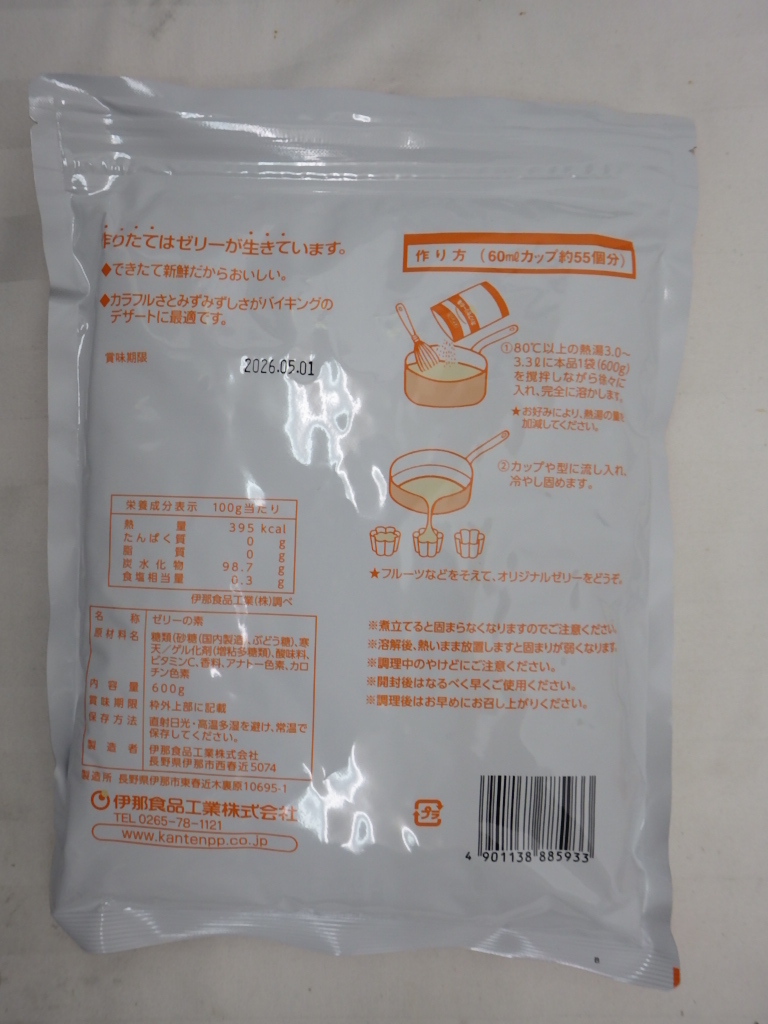 作りたてはゼリーが生きています。
◆できたて新鮮だからおいしい。
◆カラフルさとみずみずしさがバイキングの
デザートに最適です。
賞味期限
2026.05.01
栄養成分表示 100g当たり
熱量 395 kcal
たんぱく質 0 g
脂質 0 g
炭水化物 98.7 g
食塩相当量 0.3 g
伊那食品工業(株)調べ
名称 ゼリーの素
原材料名 糖類(砂糖(国内製造)、ぶどう糖)、寒
天/ゲル化剤(増粘多糖類)、酸味料、
ビタミンC、香料、アナトー色素、カロ
チン色素
内容量 600g
賞味期限 枠外上部に記載
保存方法 直射日光・高温多湿を避け、常温で
保存してください。
製造者 伊那食品工業株式会社
長野県伊那市西春近5074
製造所 長野県伊那市東春近木裏原10695-1
伊那食品工業株式会社
TEL 0265-78-1121
www.kantenpp.co.jp
作り方(60mlカップ約55個分)
①80℃以上の熱湯3.0~
3.3ℓに本品1袋(600g)
を撹拌しながら徐々に
入れ、完全に溶かします。
★お好みにより、熱湯の量を
加減してください。
②カップや型に流し入れ、
冷やし固めます。
★フルーツなどをそえて、オリジナルゼリーをどうぞ。
※煮立てると固まらなくなりますのでご注意ください。
※溶解後、熱いまま放置しますと固まりが弱くなります。
※調理中のやけどにご注意ください。
※開封後はなるべく早くご使用ください。
※調理後はお早めにお召し上がりください。
プラ
4 901138 885933
B